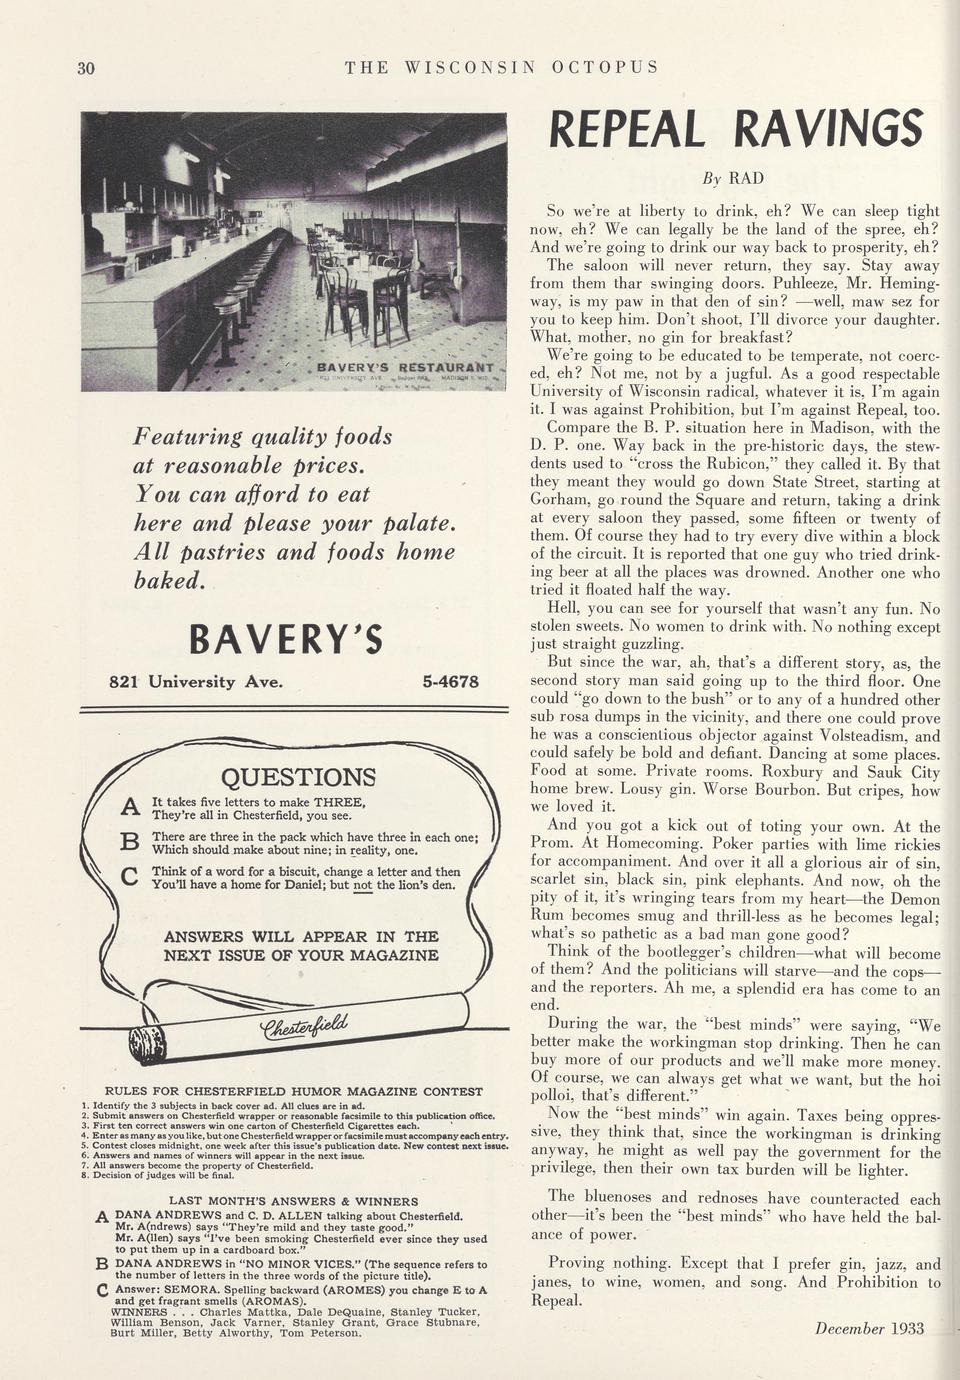 30
THE WISCONSIN OCTOPUS
BAVERY'S RESTAURANT
821 UNIVERSITY AVE. MADISON 5, WIS.
Featuring quality foods
at reasonable prices.
You can afford to eat
here and please your palate.
All pastries and foods home
baked.
BAVERY'S
821 University Ave. 5-4678
QUESTIONS
A It takes five letters to make THREE,
They're all in Chesterfield, you see.
B There are three in the pack which have three in each one;
Which should make about nine; in reality, one.
C Think of a word for a biscuit, change a letter and then
You'll have a home for Daniel; but not the lion's den.
ANSWERS WILL APPEAR IN THE
NEXT ISSUE OF YOUR MAGAZINE
Chesterfield
RULES FOR CHESTERFIELD HUMOR MAGAZINE CONTEST
1. Identify the 3 subjects in back cover ad. All clues are in ad.
2. Submit answers on Chesterfield wrapper or reasonable facsimile to this publication office.
3. First ten correct answers win one carton of Chesterfield Cigarettes each.
4. Enter as many as you like, but one Chesterfield wrapper or facsimile must accompany each entry.
5. Contest closes midnight, one week after this issue's publication date. New contest next issue.
6. Answers and names of winners will appear in the next issue.
7. All answers become the property of Chesterfield.
8. Decision of judges will be final.
LAST MONTH'S ANSWERS & WINNERS
A DANA ANDREWS and C. D. ALLEN talking about Chesterfield.
Mr. A(ndrews) says "They're mild and they taste good."
Mr. A(llen) says "I've been smoking Chesterfield ever since they used
to put them up in a cardboard box."
B DANA ANDREWS in "NO MINOR VICES." (The sequence refers to
the number of letters in the three words of the picture title).
C Answer: SEMORA. Spelling backward (AROMES) you change E to A
and get fragrant smells (AROMAS).
WINNERS . . . Charles Mattka, Dale DeQuaine, Stanley Tucker,
William Benson, Jack Varner, Stanley Grant, Grace Stubnare,
Burt Miller, Betty Alworthy, Tom Peterson.
REPEAL RAVINGS
By RAD
So we're at liberty to drink, eh? We can sleep tight
now, eh? We can legally be the land of the spree, eh?
And we're going to drink our way back to prosperity, eh?
The saloon will never return, they say. Stay away
from them thar swinging doors. Puhleeze, Mr. Heming-
way, is my paw in that den of sin? —well, maw sez for
you to keep him. Don't shoot, I'll divorce your daughter.
What, mother, no gin for breakfast?
We're going to be educated to be temperate, not coerc-
ed, eh? Not me, not by a jugful. As a good respectable
University of Wisconsin radical, whatever it is, I'm again
it. I was against Prohibition, but I'm against Repeal, too.
Compare the B. P. situation here in Madison, with the
D. P. one. Way back in the pre-historic days, the stew-
dents used to "cross the Rubicon," they called it. By that
they meant they would go down State Street, starting at
Gorham, go round the Square and return, taking a drink
at every saloon they passed, some fifteen or twenty of
them. Of course they had to try every dive within a block
of the circuit. It is reported that one guy who tried drink-
ing beer at all the places was drowned. Another one who
tried it floated half the way.
Hell, you can see for yourself that wasn't any fun. No
stolen sweets. No women to drink with. No nothing except
just straight guzzling.
But since the war, ah, that's a different story, as, the
second story man said going up to the third floor. One
could "go down to the bush" or to any of a hundred other
sub rosa dumps in the vicinity, and there one could prove
he was a conscientious objector against Volsteadism, and
could safely be bold and defiant. Dancing at some places.
Food at some. Private rooms. Roxbury and Sauk City
home brew. Lousy gin. Worse Bourbon. But cripes, how
we loved it.
And you got a kick out of toting your own. At the
Prom. At Homecoming. Poker parties with lime rickies
for accompaniment. And over it all a glorious air of sin,
scarlet sin, black sin, pink elephants. And now, oh the
pity of it, it's wringing tears from my heart—the Demon
Rum becomes smug and thrill-less as he becomes legal;
what's so pathetic as a bad man gone good?
Think of the bootlegger's children—what will become
of them? And the politicians will starve—and the cops—
and the reporters. Ah me, a splendid era has come to an
end.
During the war, the "best minds" were saying, "We
better make the workingman stop drinking. Then he can
buy more of our products and we'll make more money.
Of course, we can always get what we want, but the hoi
polloi, that's different."
Now the "best minds" win again. Taxes being oppres-
sive, they think that, since the workingman is drinking
anyway, he might as well pay the government for the
privilege, then their own tax burden will be lighter.
The bluenoses and rednoses have counteracted each
other—it's been the "best minds" who have held the bal-
ance of power.
Proving nothing. Except that I prefer gin, jazz, and
janes, to wine, women, and song. And Prohibition to
Repeal.
December 1933